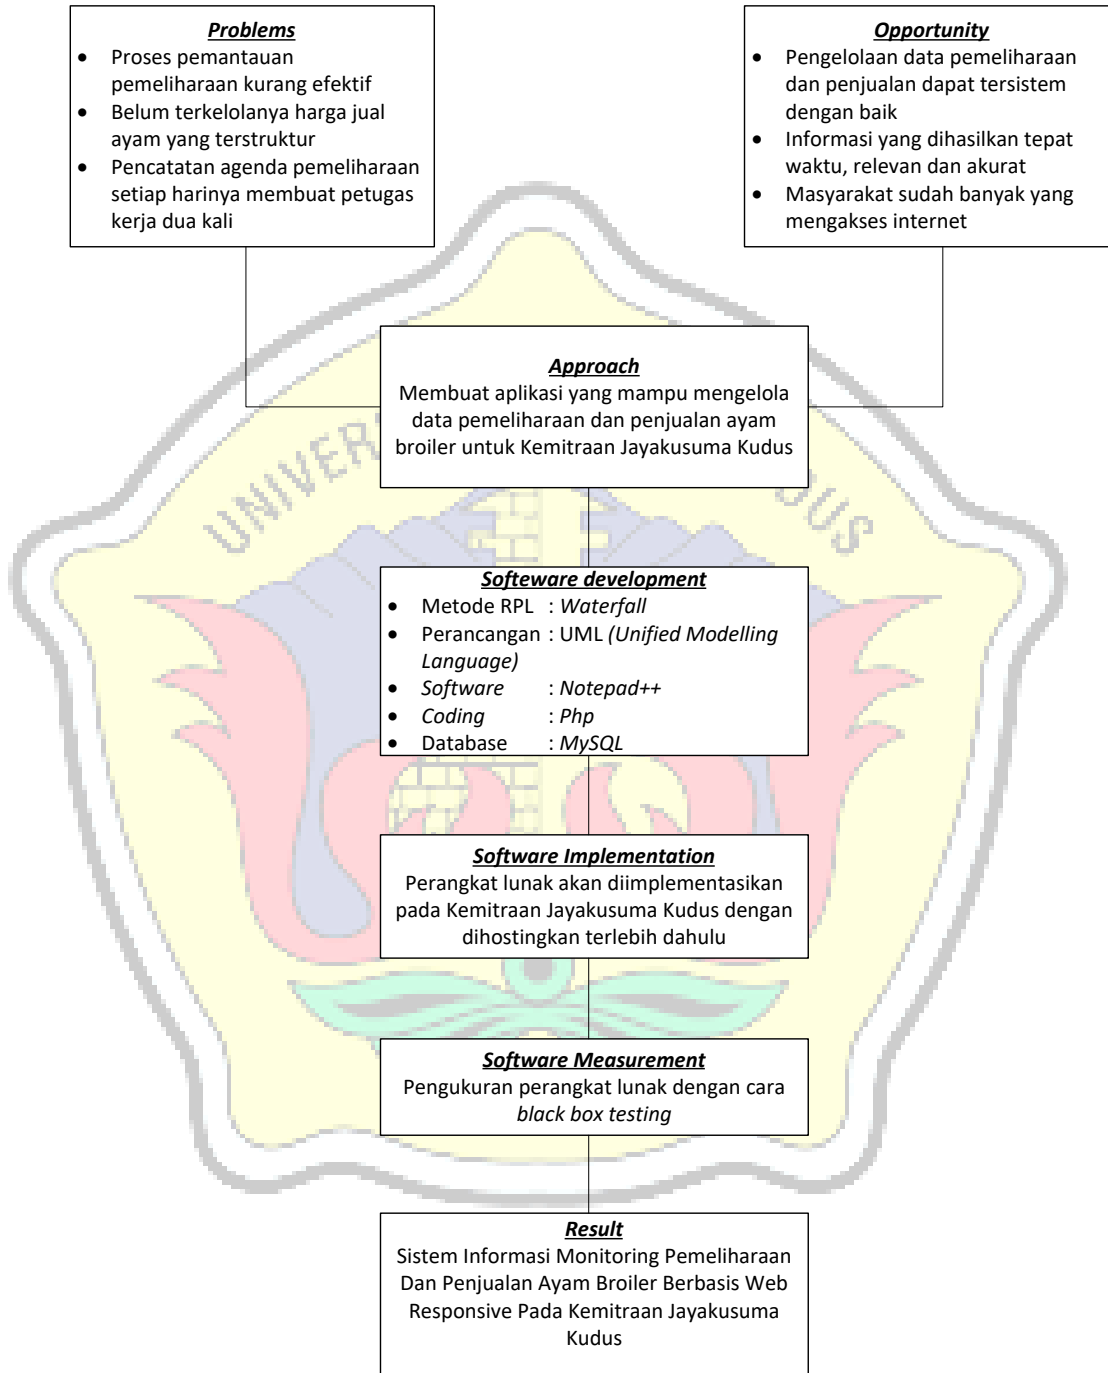 Problems
• Proses pemantauan
pemeliharaan kurang efektif
• Belum terkelolanya harga jual
ayam yang terstruktur
• Pencatatan agenda pemeliharaan
setiap harinya membuat petugas
kerja dua kali
Opportunity
• Pengelolaan data pemeliharaan
dan penjualan dapat tersistem
dengan baik
• Informasi yang dihasilkan tepat
waktu, relevan dan akurat
• Masyarakat sudah banyak yang
mengakses internet
Approach
Membuat aplikasi yang mampu mengelola
data pemeliharaan dan penjualan ayam
broiler untuk Kemitraan Jayakusuma Kudus
Softeware development
• Metode RPL : Waterfall
• Perancangan : UML (Unified Modelling
Language)
• Software : Notepad++
• Coding : Php
• Database : MySQL
Software Implementation
Perangkat lunak akan diimplementasikan
pada Kemitraan Jayakusuma Kudus dengan
dihostingkan terlebih dahulu
Software Measurement
Pengukuran perangkat lunak dengan cara
black box testing
Result
Sistem Informasi Monitoring Pemeliharaan
Dan Penjualan Ayam Broiler Berbasis Web
Responsive Pada Kemitraan Jayakusuma
Kudus